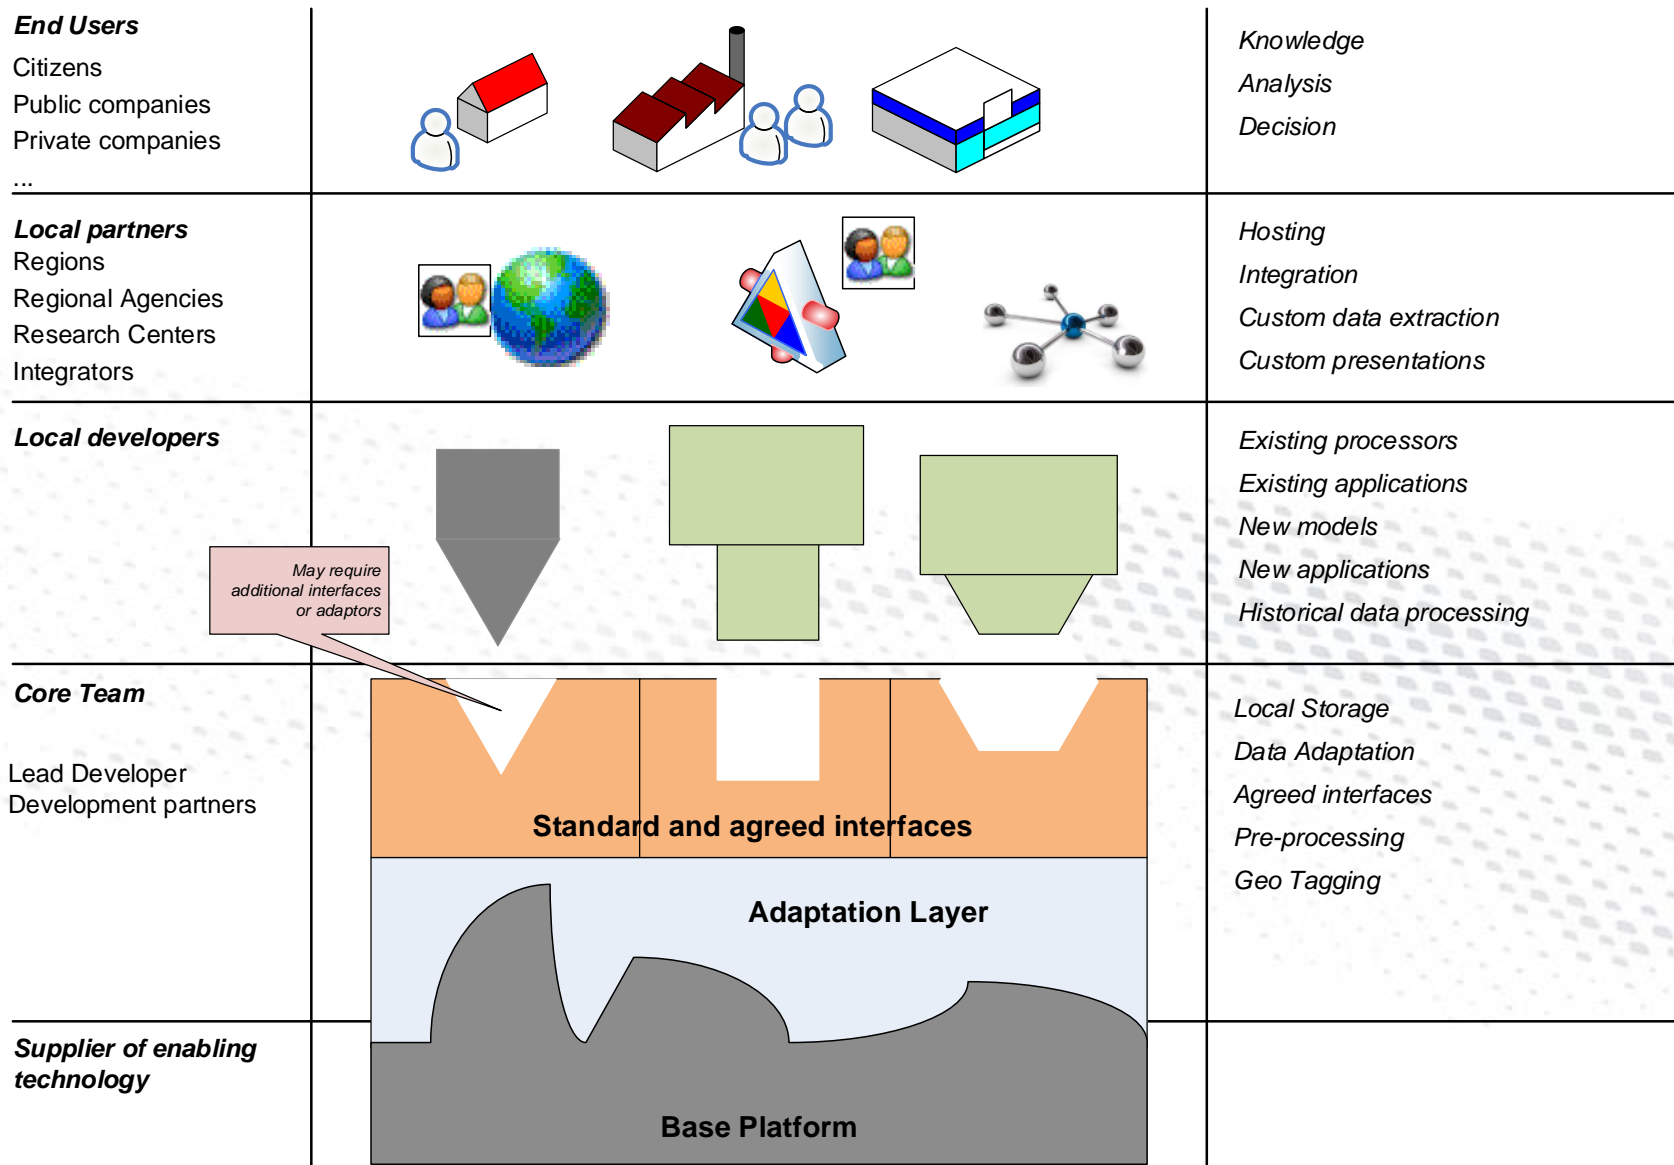 End Users
Citizens
Public companies
Private companies
...
Knowledge
Analysis
Decision
Local partners
Regions
Regional Agencies
Research Centers
Integrators
Hosting
Integration
Custom data extraction
Custom presentations
Local developers
May require
additional interfaces
or adaptors
Existing processors
Existing applications
New models
New applications
Historical data processing
Core Team
Lead Developer
Development partners
Standard and agreed interfaces
Adaptation Layer
Local Storage
Data Adaptation
Agreed interfaces
Pre-processing
Geo Tagging
Supplier of enabling
technology
Base Platform